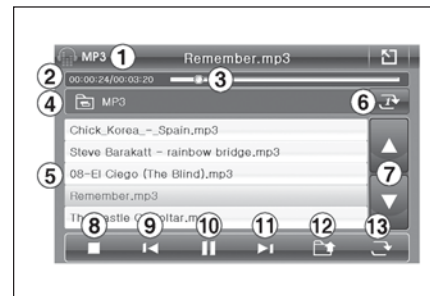 MP3 1 Remember.mp3
2 00:00:24/00:03:20 3
4 MP3 6
Chick_Korea_-_Spain.mp3
Steve Barakatt - rainbow bridge.mp3
5 08-El Ciego (The Blind).mp3 7
Remember.mp3
8 9 10 11 12 13